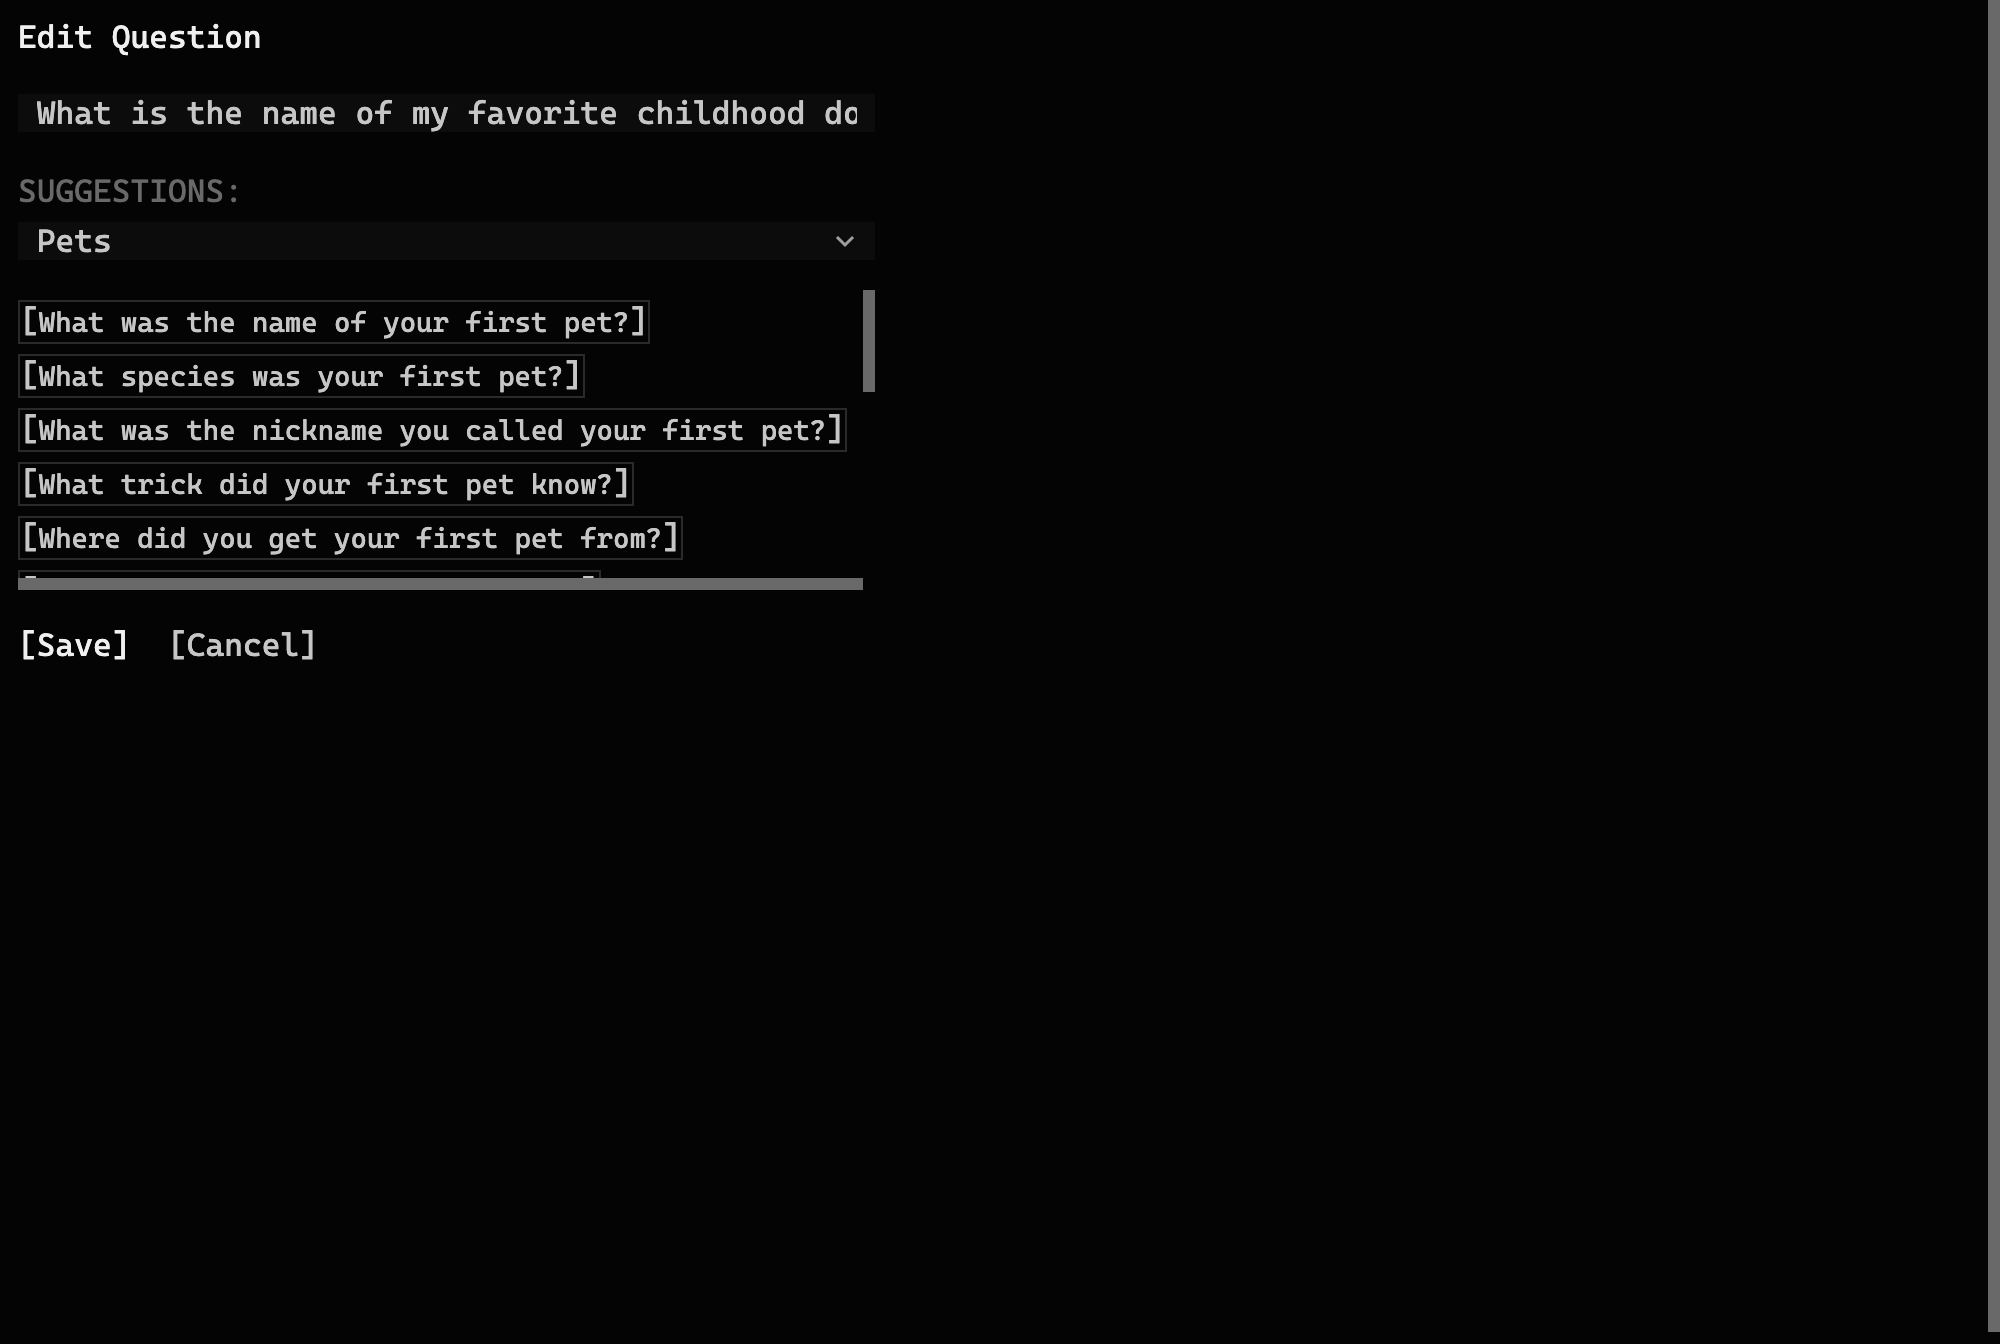 Edit Question
What is the name of my favorite childhood do
SUGGESTIONS:
Pets
[What was the name of your first pet?]
[What species was your first pet?]
[What was the nickname you called your first pet?]
[What trick did your first pet know?]
[Where did you get your first pet from?]
[Save] [Cancel]